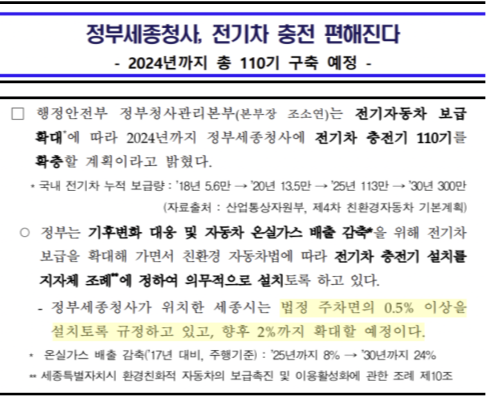 정부세종청사, 전기차 충전 편해진다
- 2024년까지 총 110기 구축 예정 -
□ 행정안전부 정부청사관리본부(본부장 조소연)는 전기자동차 보급
확대*에 따라 2024년까지 정부세종청사에 전기차 충전기 110기를
확충할 계획이라고 밝혔다.
* 국내 전기차 누적 보급량 : '18년 5.6만 → '20년 13.5만 → '25년 113만 → '30년 300만
(자료출처 : 산업통상자원부, 제4차 친환경자동차 기본계획)
○ 정부는 기후변화 대응 및 자동차 온실가스 배출 감축*을 위해 전기차
보급을 확대해 가면서 친환경 자동차법에 따라 전기차 충전기 설치를
지자체 조례**에 정하여 의무적으로 설치토록 하고 있다.
- 정부세종청사가 위치한 세종시는 법정 주차면의 0.5% 이상을
설치토록 규정하고 있고, 향후 2%까지 확대할 예정이다.
* 온실가스 배출 감축('17년 대비, 주행기준) : '25년까지 8% → '30년까지 24%
** 세종특별자치시 환경친화적 자동차의 보급촉진 및 이용활성화에 관한 조례 제10조